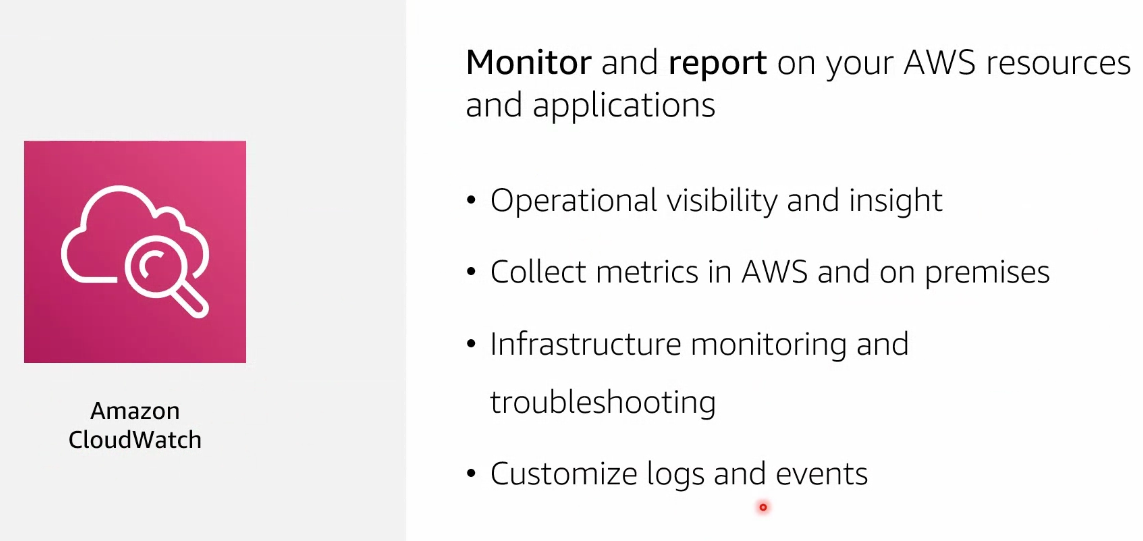 Monitor and report on your AWS resources
and applications
• Operational visibility and insight
• Collect metrics in AWS and on premises
• Infrastructure monitoring and
troubleshooting
• Customize logs and events
Amazon
CloudWatch